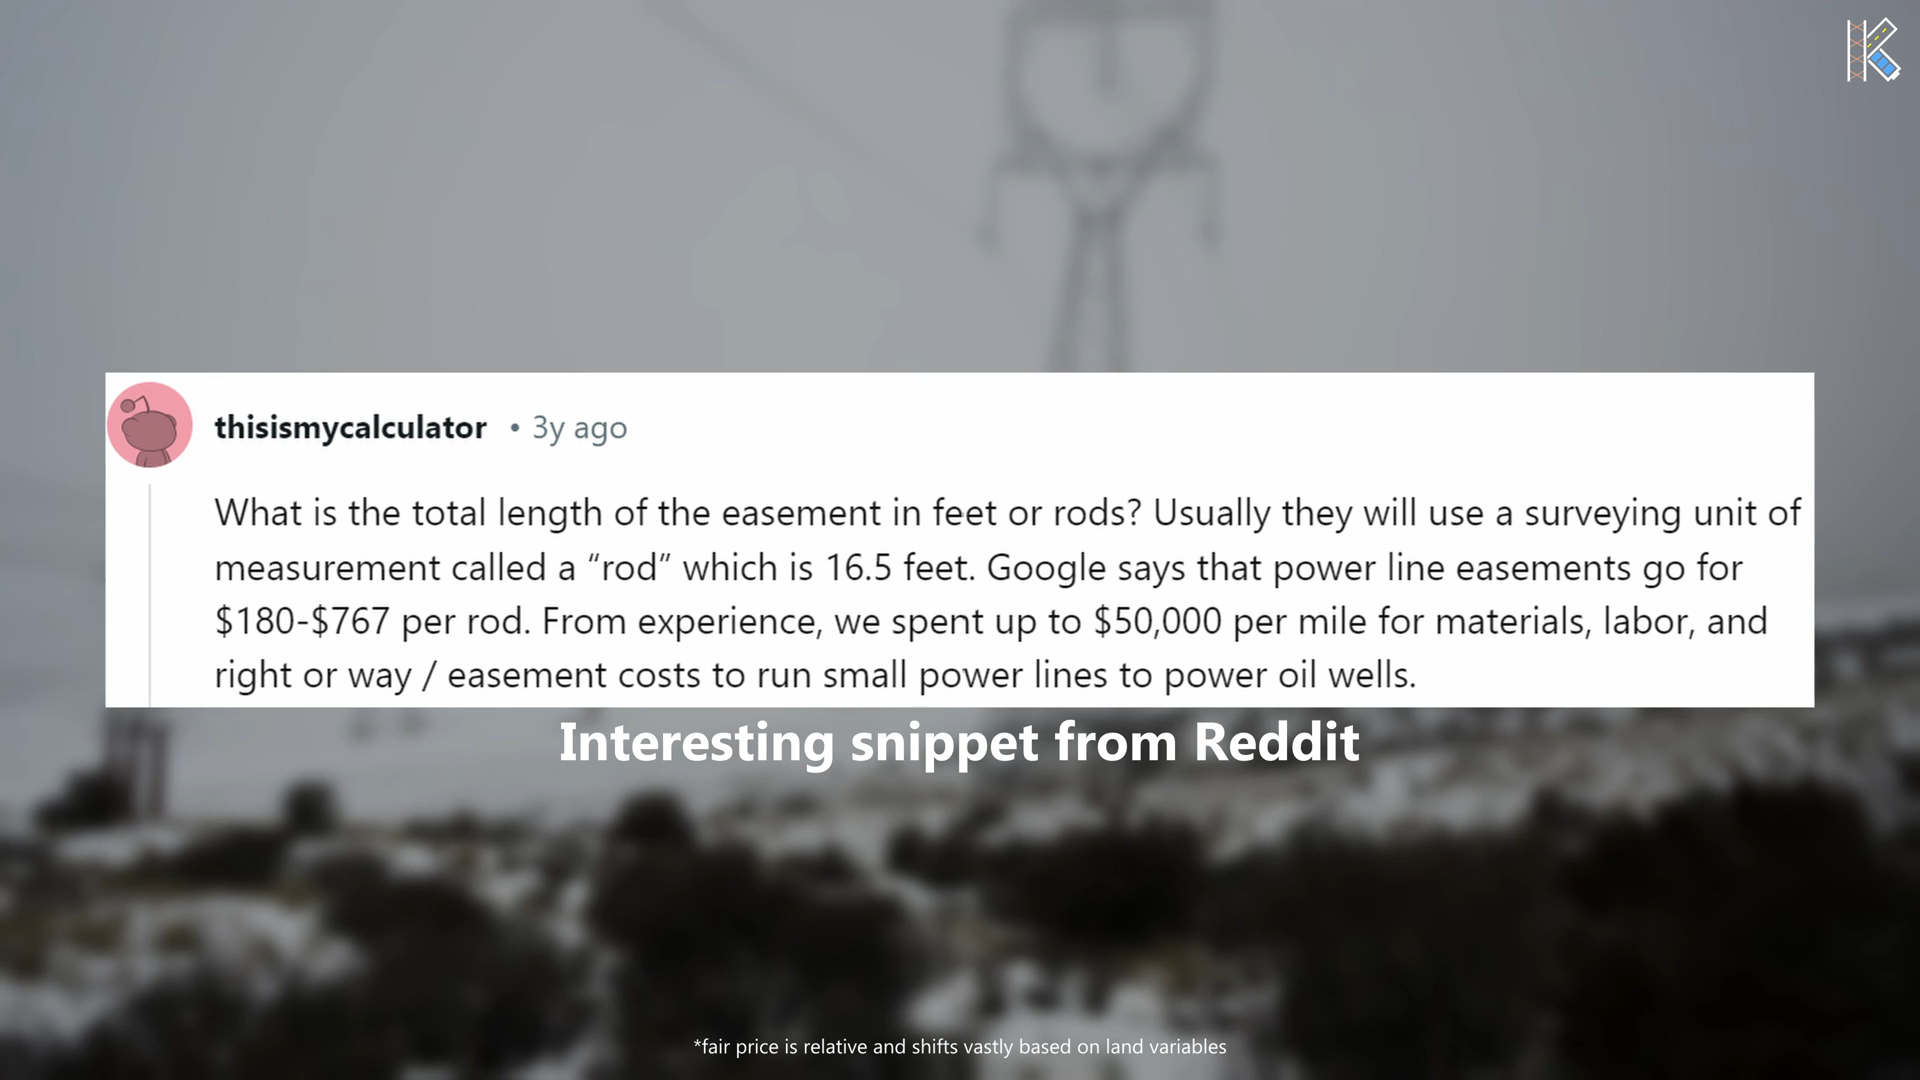 thisismycalculator • 3y ago
What is the total length of the easement in feet or rods? Usually they will use a surveying unit of
measurement called a “rod” which is 16.5 feet. Google says that power line easements go for
$180-$767 per rod. From experience, we spent up to $50,000 per mile for materials, labor, and
right or way / easement costs to run small power lines to power oil wells.
Interesting snippet from Reddit
*fair price is relative and shifts vastly based on land variables